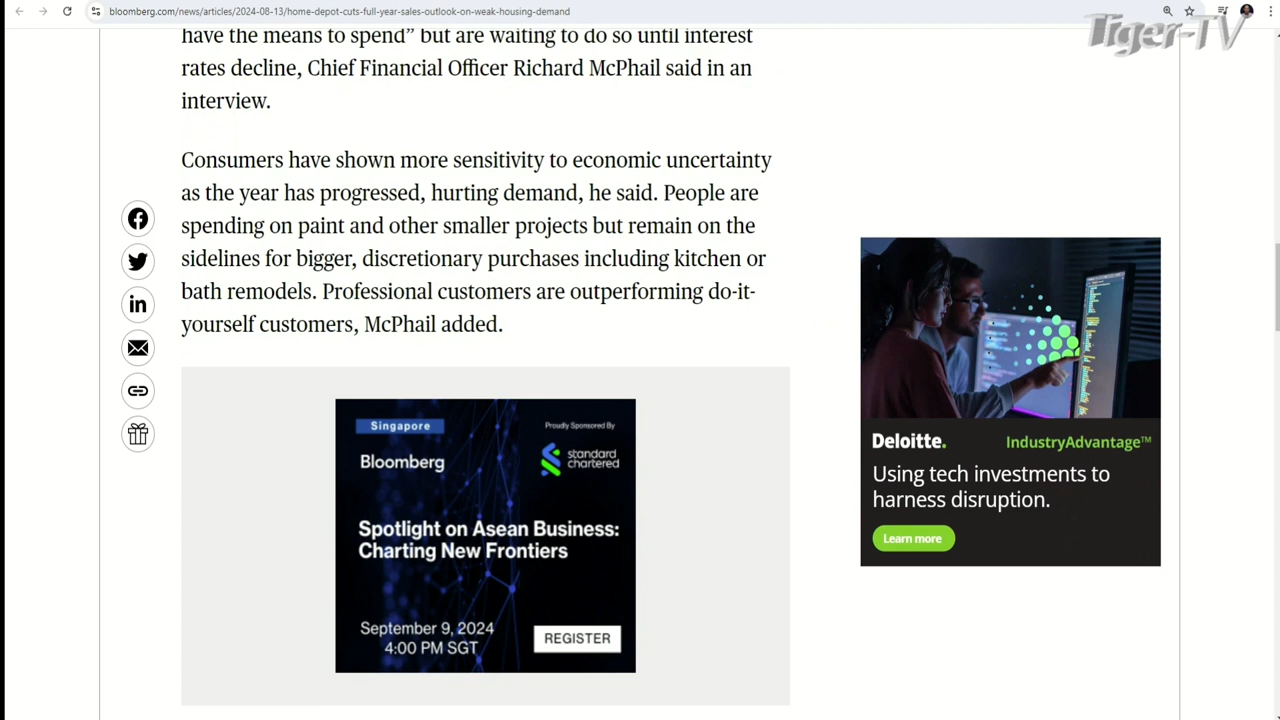 bloomberg.com/news/articles/2024-08-13/home-depot-cuts-full-year-sales-outlook-on-weak-housing-demand
Tiger-TV
have the means to spend” but are waiting to do so until interest
rates decline, Chief Financial Officer Richard McPhail said in an
interview.
Consumers have shown more sensitivity to economic uncertainty
as the year has progressed, hurting demand, he said. People are
spending on paint and other smaller projects but remain on the
sidelines for bigger, discretionary purchases including kitchen or
bath remodels. Professional customers are outperforming do-it-
yourself customers, McPhail added.
Singapore
Proudly Sponsored By
Bloomberg
standard
chartered
Spotlight on Asean Business:
Charting New Frontiers
September 9, 2024
4:00 PM SGT
REGISTER
Deloitte.
IndustryAdvantage™
Using tech investments to
harness disruption.
Learn more